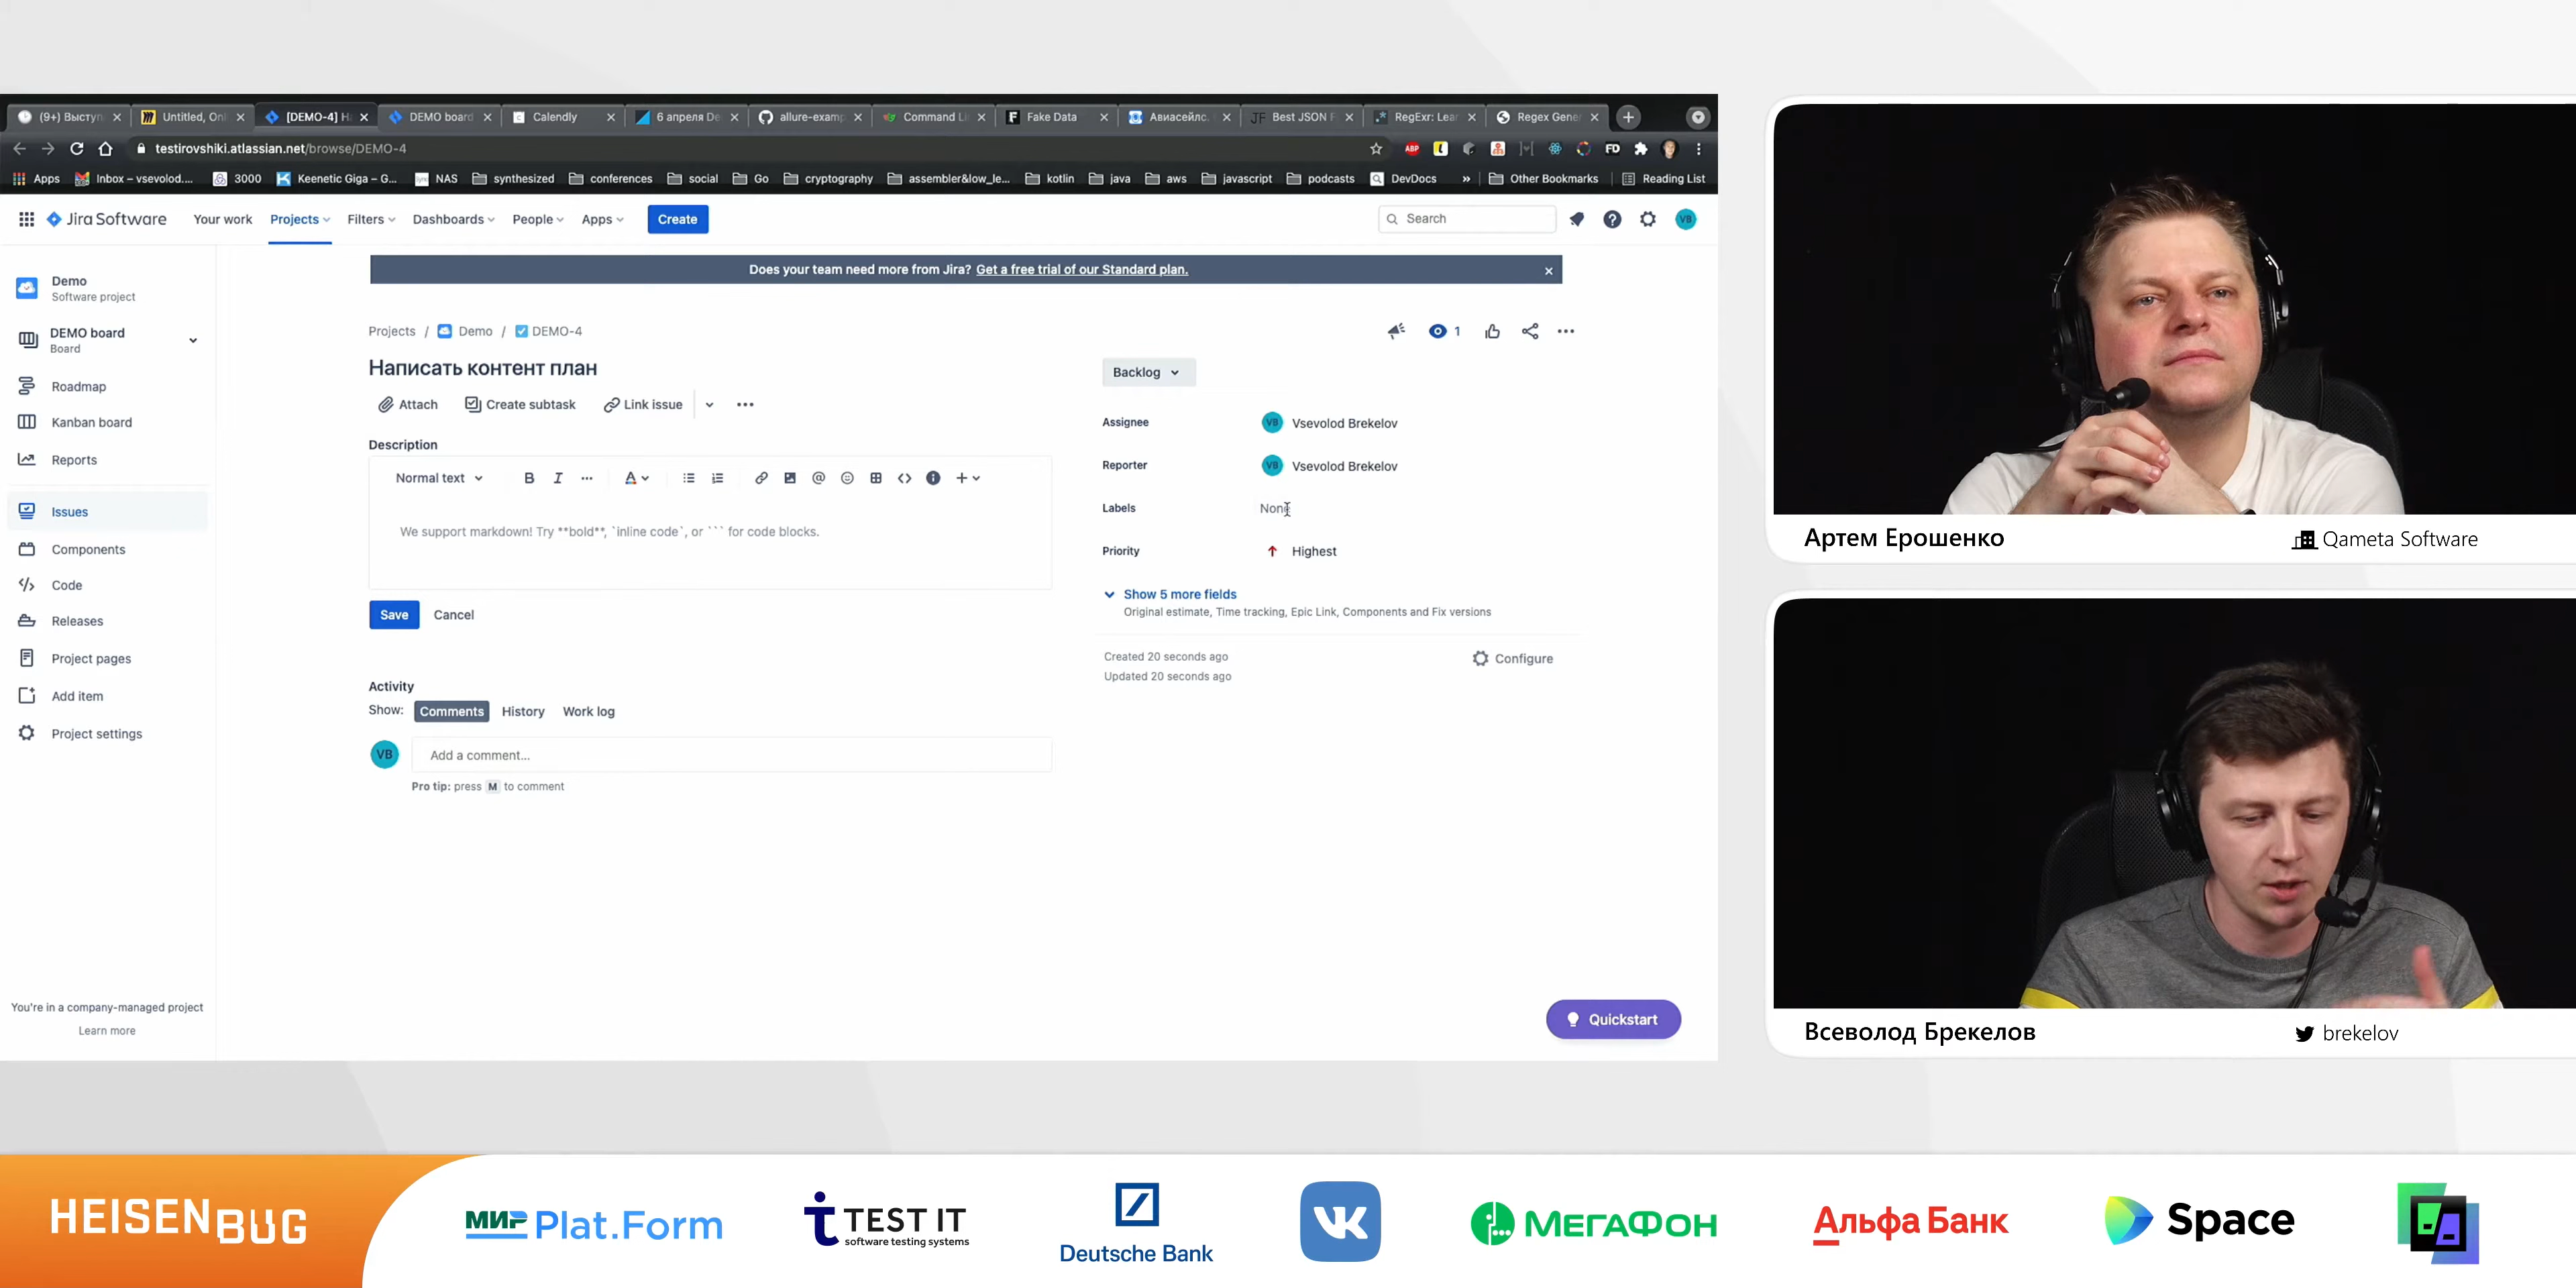 (9+) Выступ
Untitled, Onl
[DEMO-4] Н
DEMO board
Calendly
6 апреля De
allure-examp
Command Li
Fake Data
Авиасейлс.
Best JSON F
RegExr: Lear
Regex Gene
testirovshiki.atlassian.net/browse/DEMO-4
ABP
FD
Apps
Inbox – vsevolod....
3000
Keenetic Giga – G...
NAS
synthesized
conferences
social
Go
cryptography
assembler&low_le...
kotlin
java
aws
javascript
podcasts
DevDocs
»
Other Bookmarks
Reading List
Jira Software
Your work
Projects
Filters
Dashboards
People
Apps
Create
Search
VB
Demo
Software project
DEMO board
Board
Roadmap
Kanban board
Reports
Issues
Components
Code
Releases
Project pages
Add item
Project settings
You're in a company-managed project
Learn more
Does your team need more from Jira? Get a free trial of our Standard plan.
Projects / Demo / DEMO-4
1
Написать контент план
Attach
Create subtask
Link issue
Description
Normal text
B
I
A
@
We support markdown! Try **bold**, `inline code`, or ``` for code blocks.
Save
Cancel
Activity
Show:
Comments
History
Work log
VB
Add a comment...
Pro tip: press M to comment
Backlog
Assignee
VB Vsevolod Brekelov
Reporter
VB Vsevolod Brekelov
Labels
None
Priority
Highest
Show 5 more fields
Original estimate, Time tracking, Epic Link, Components and Fix versions
Created 20 seconds ago
Updated 20 seconds ago
Configure
Quickstart
Артем Ерошенко
Qameta Software
Всеволод Брекелов
brekelov
HEISENBUG
МИР Plat.Form
TEST IT
software testing systems
Deutsche Bank
VK
МЕГАФОН
Альфа Банк
Space